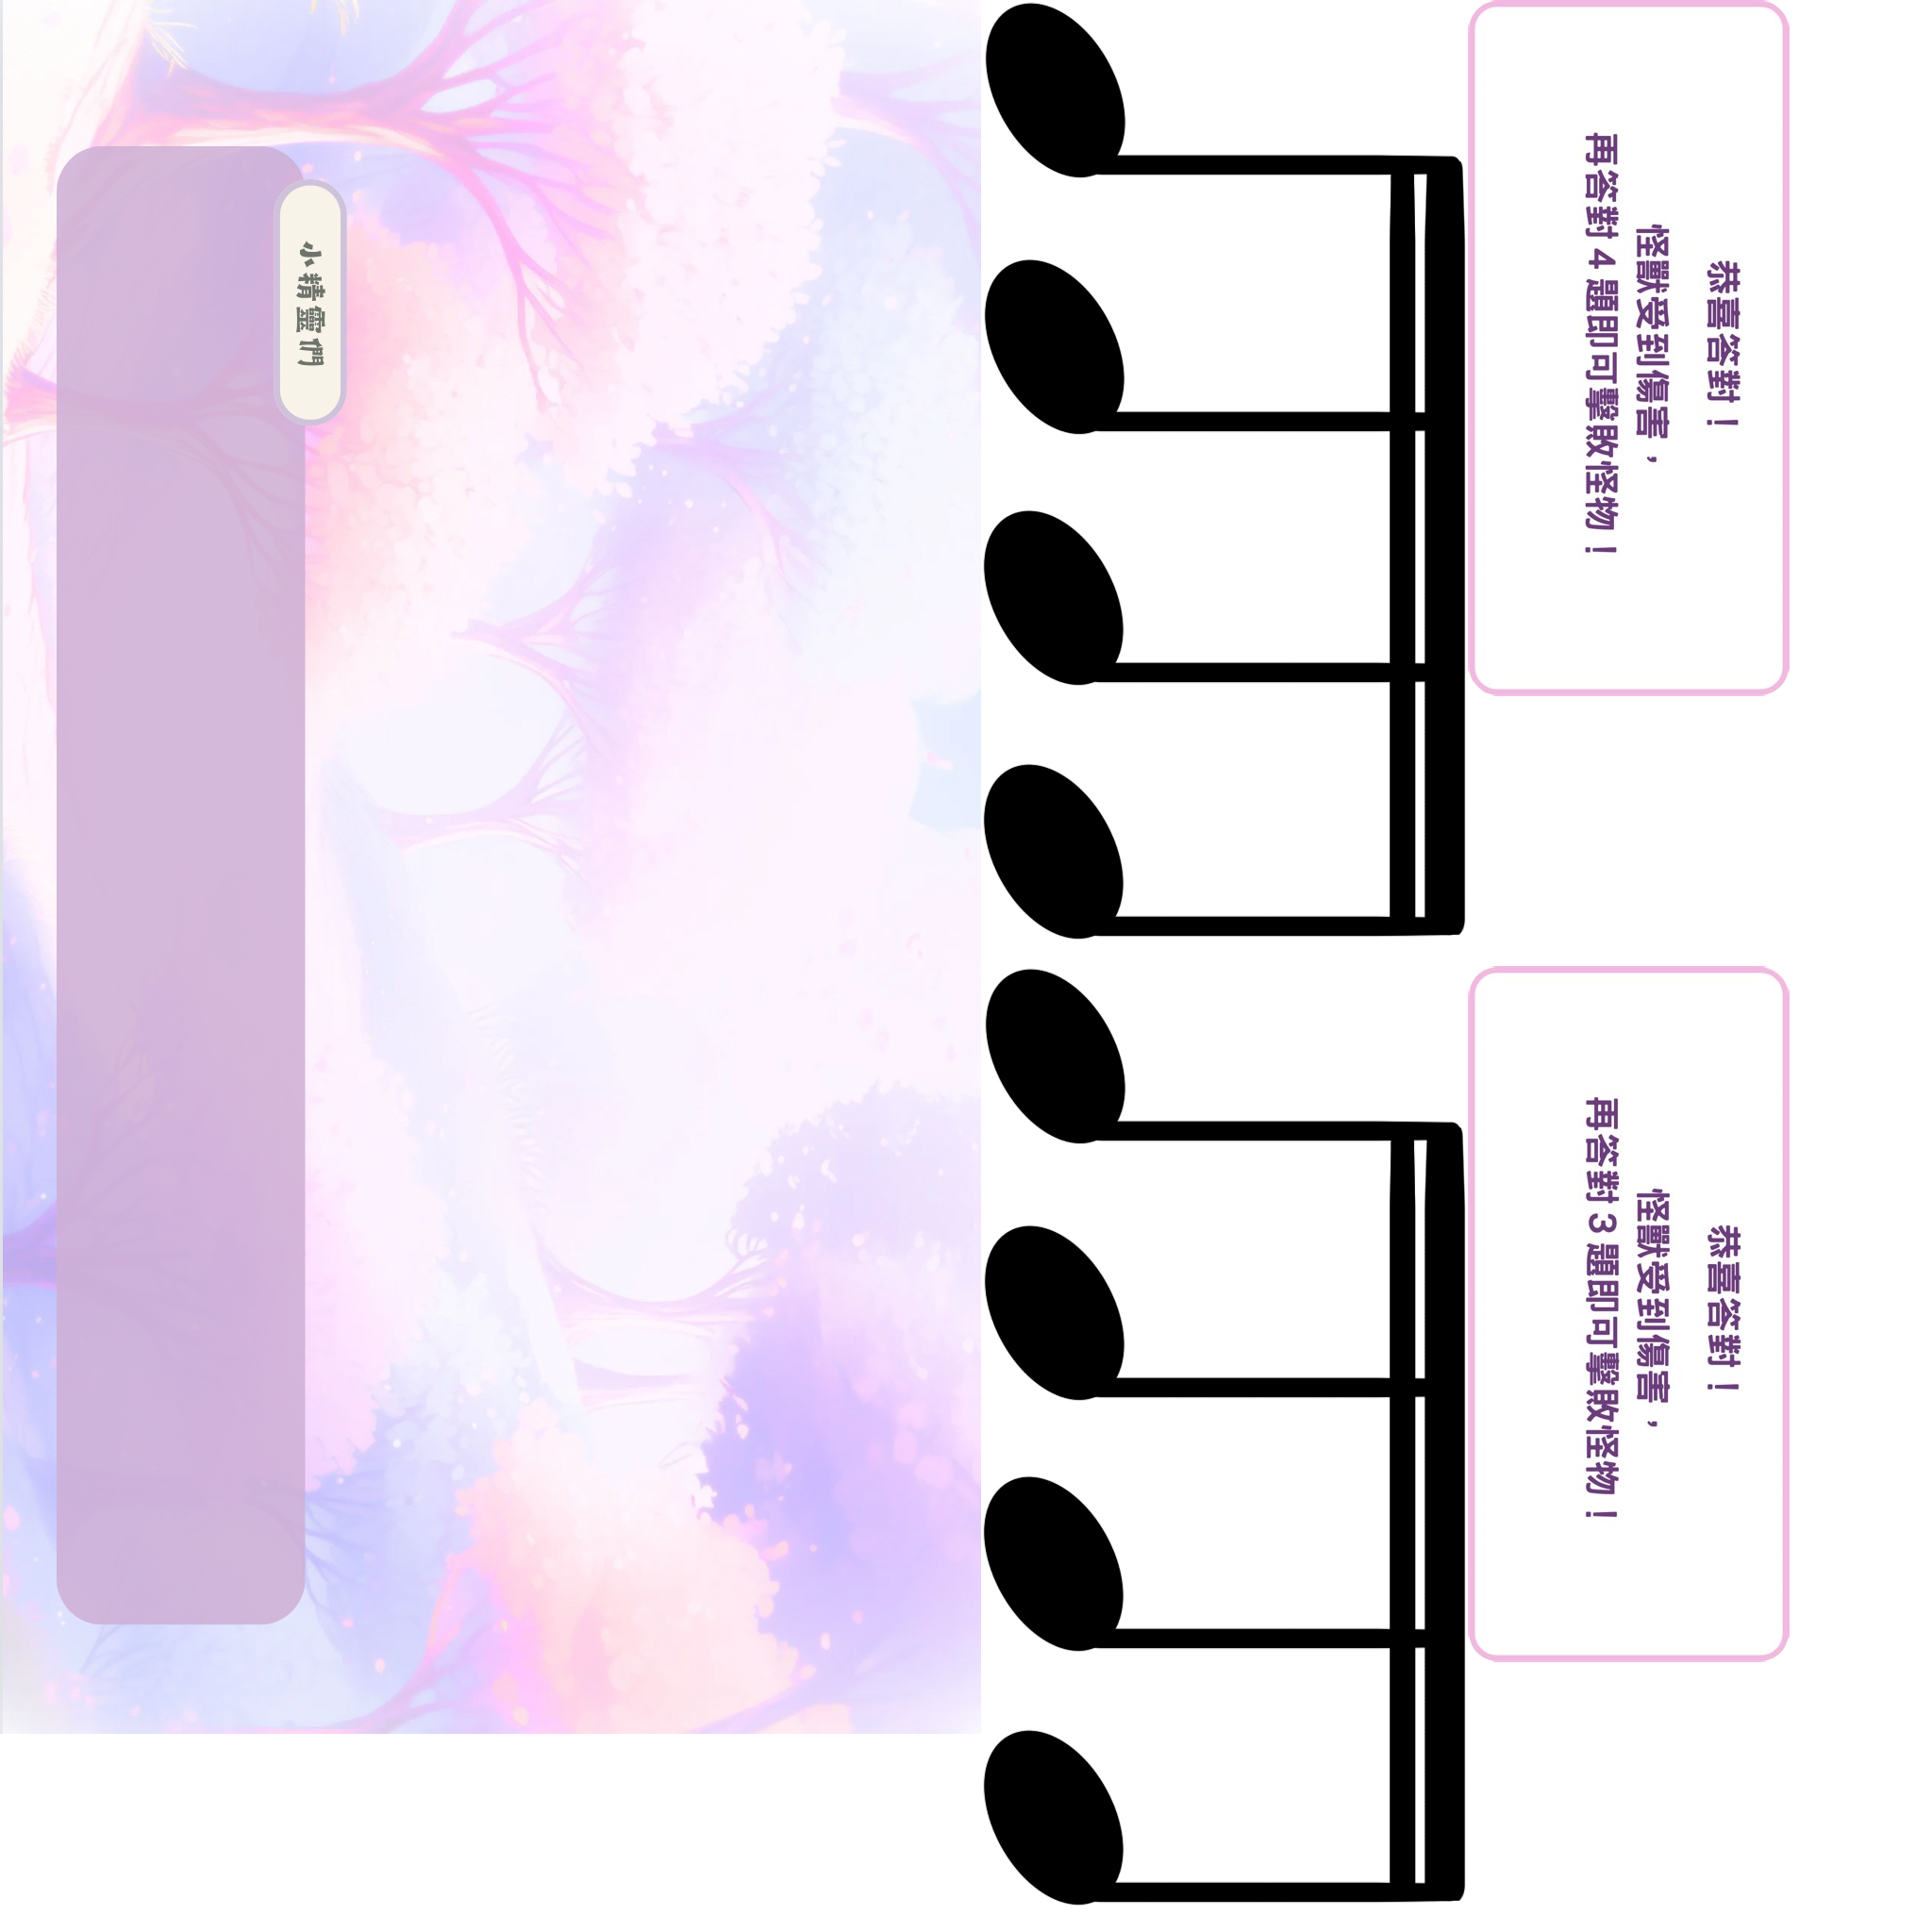 小精靈們
恭喜答對！
怪獸受到傷害，
再答對 4 題即可擊敗怪物！
恭喜答對！
怪獸受到傷害，
再答對 3 題即可擊敗怪物！